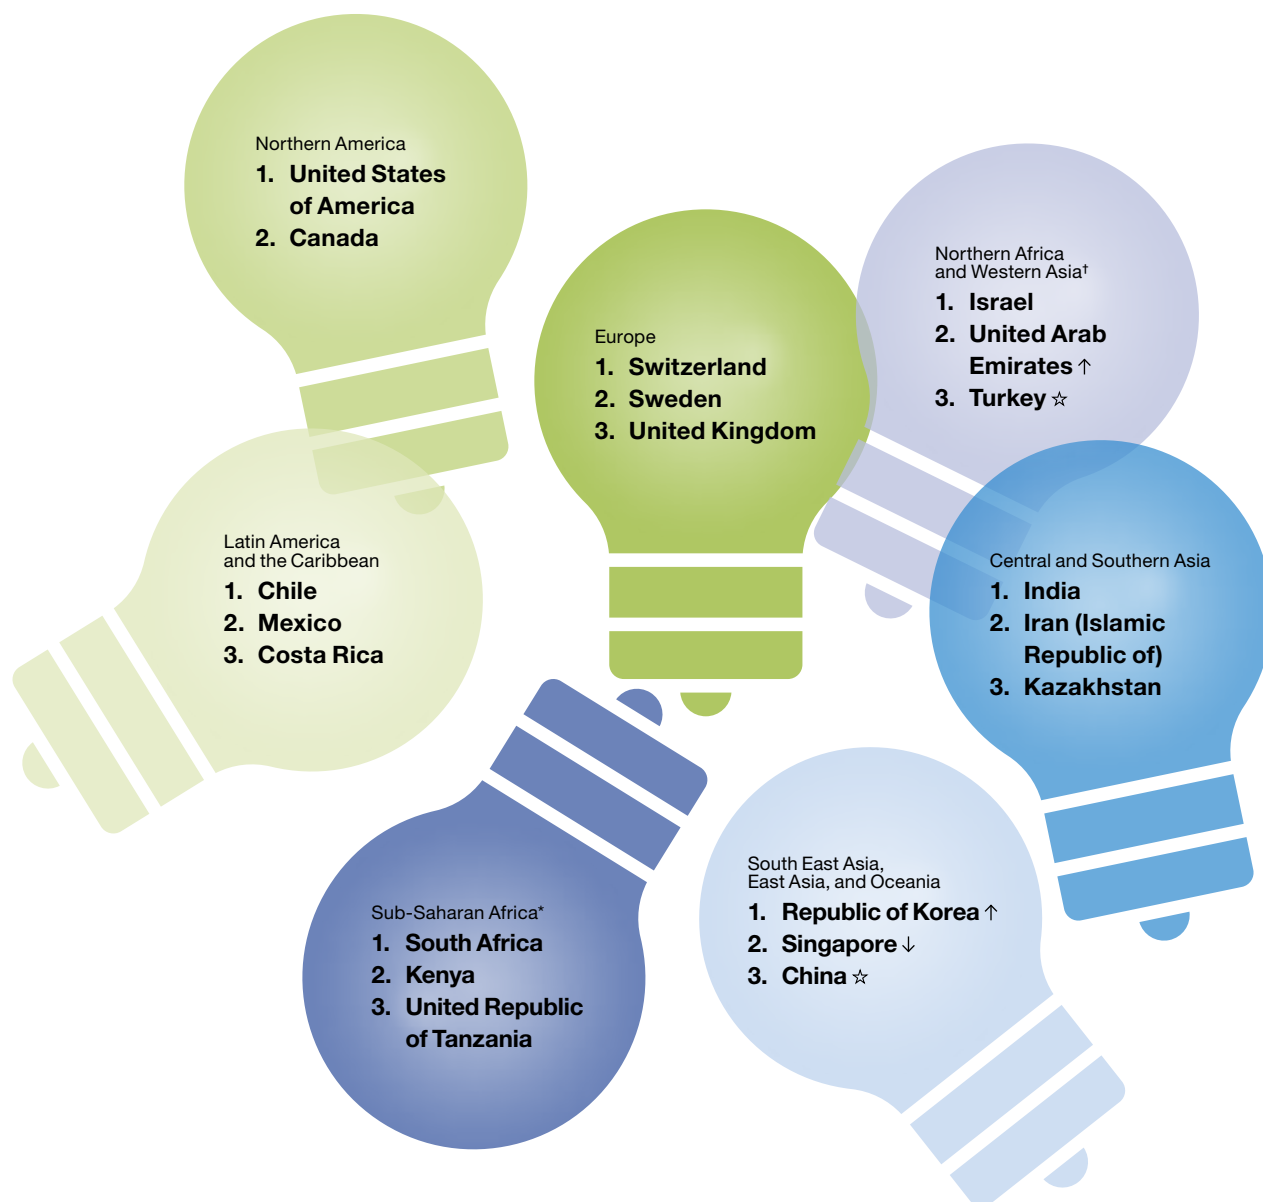 Northern America
1. United States
of America
2. Canada
Europe
1. Switzerland
2. Sweden
3. United Kingdom
Northern Africa
and Western Asia†
1. Israel
2. United Arab
Emirates ↑
3. Turkey ☆
Latin America
and the Caribbean
1. Chile
2. Mexico
3. Costa Rica
Central and Southern Asia
1. India
2. Iran (Islamic
Republic of)
3. Kazakhstan
Sub-Saharan Africa*
1. South Africa
2. Kenya
3. United Republic
of Tanzania
South East Asia,
East Asia, and Oceania
1. Republic of Korea ↑
2. Singapore ↓
3. China ☆